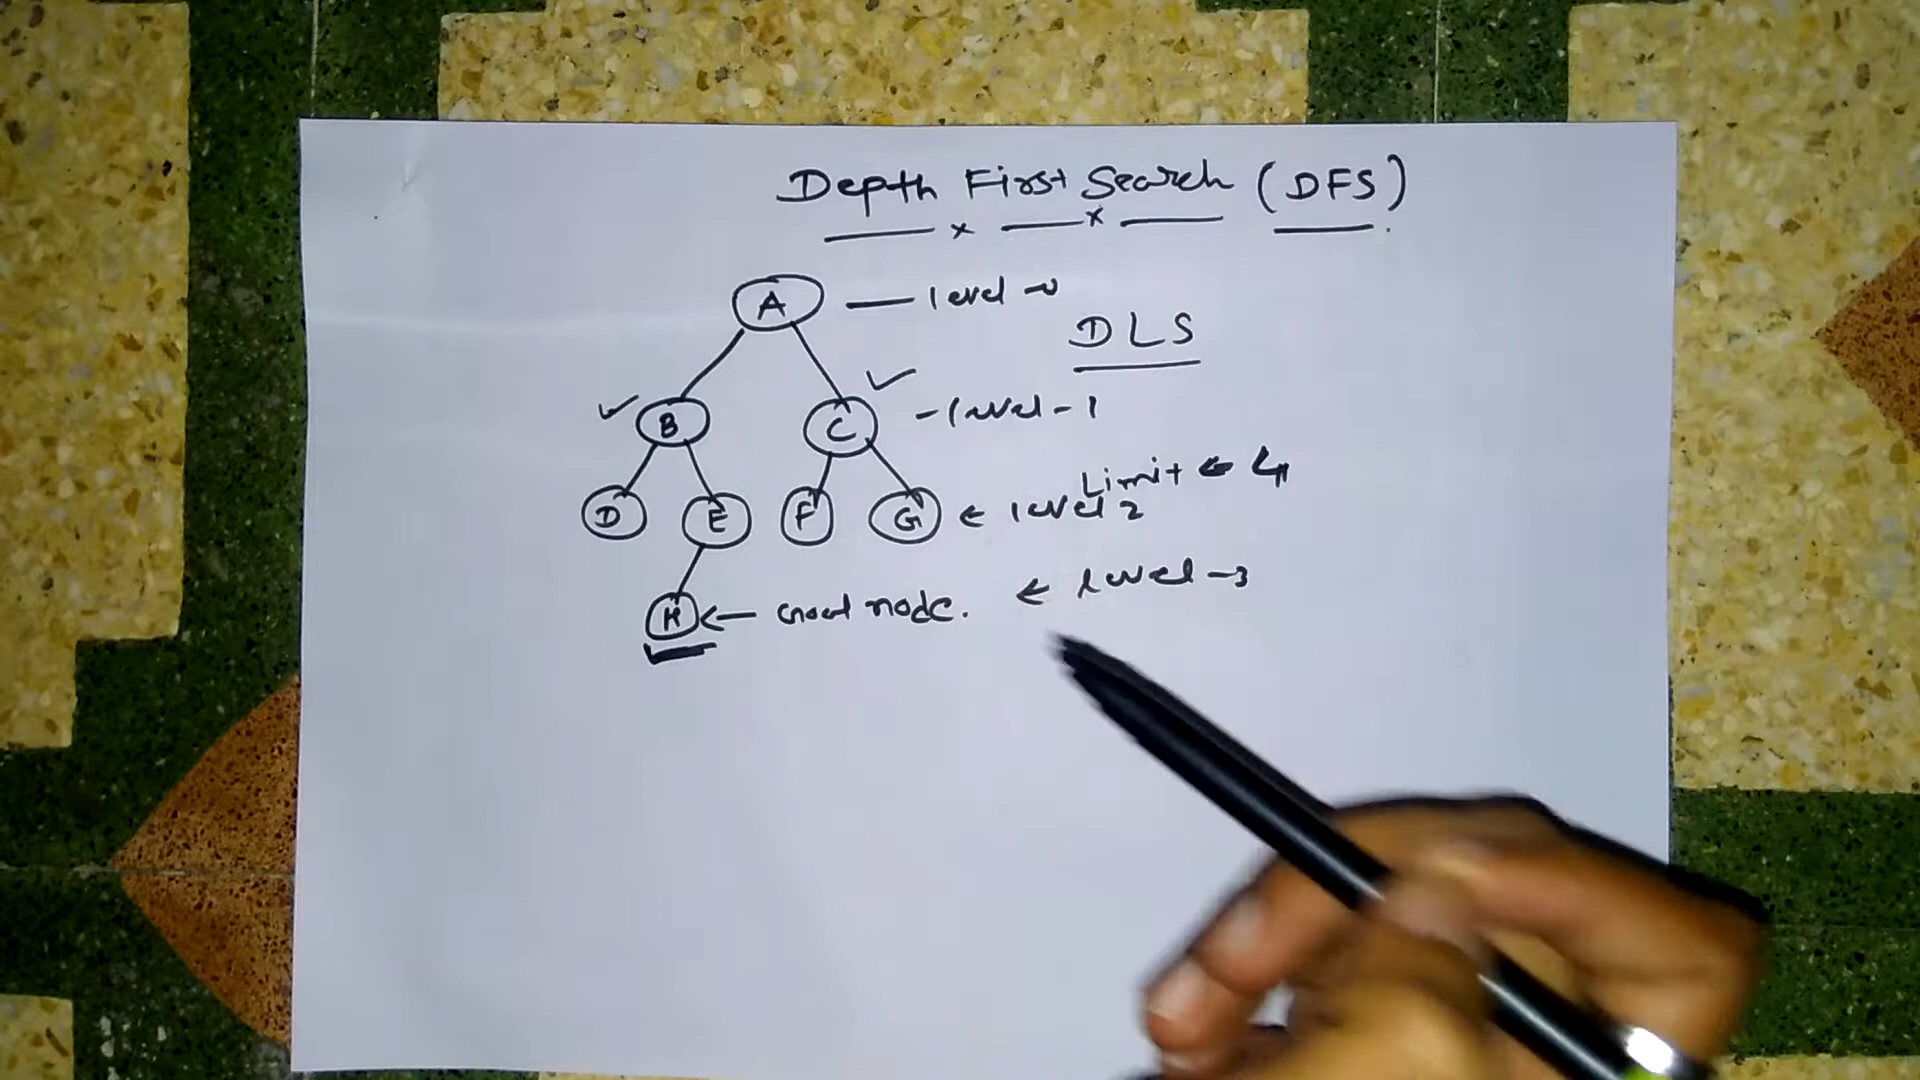 Depth First Search (DFS)
A — level - 0
DLS
B C - level - 1
Limit ← 4
D E F G ← level 2
H ← Goal node. ← level - 3